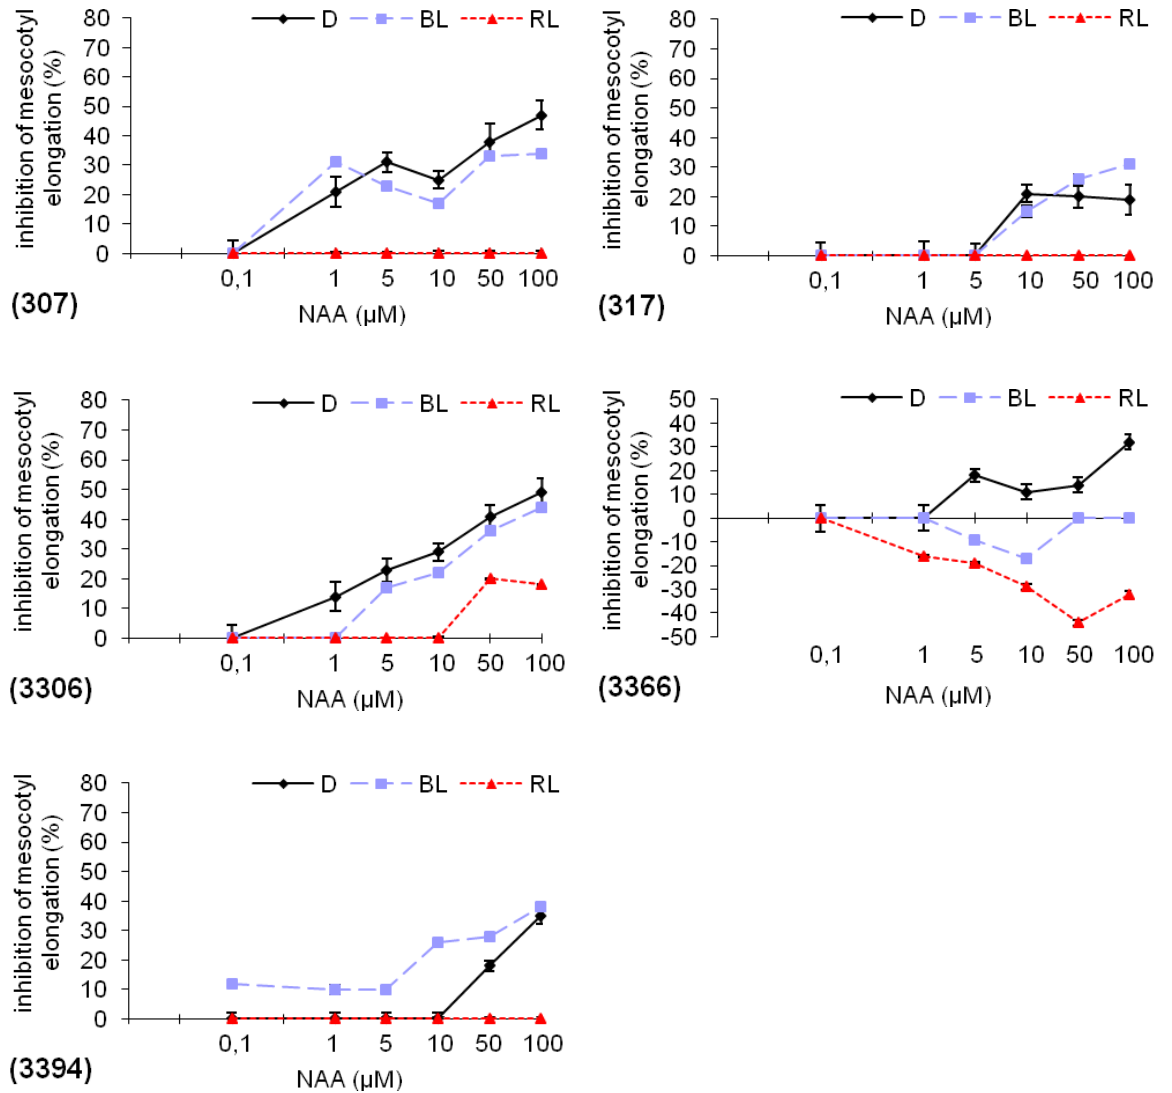 D BL RL
inhibition of mesocotyl
elongation (%)
80
70
60
50
40
30
20
10
0
0,1 1 5 10 50 100
NAA (µM)
(307)
D BL RL
inhibition of mesocotyl
elongation (%)
80
70
60
50
40
30
20
10
0
0,1 1 5 10 50 100
NAA (µM)
(317)
D BL RL
inhibition of mesocotyl
elongation (%)
80
70
60
50
40
30
20
10
0
0,1 1 5 10 50 100
NAA (µM)
(3306)
D BL RL
inhibition of mesocotyl
elongation (%)
50
40
30
20
10
0
-10
-20
-30
-40
-50
0,1 1 5 10 50 100
NAA (µM)
(3366)
D BL RL
inhibition of mesocotyl
elongation (%)
80
70
60
50
40
30
20
10
0
0,1 1 5 10 50 100
NAA (µM)
(3394)